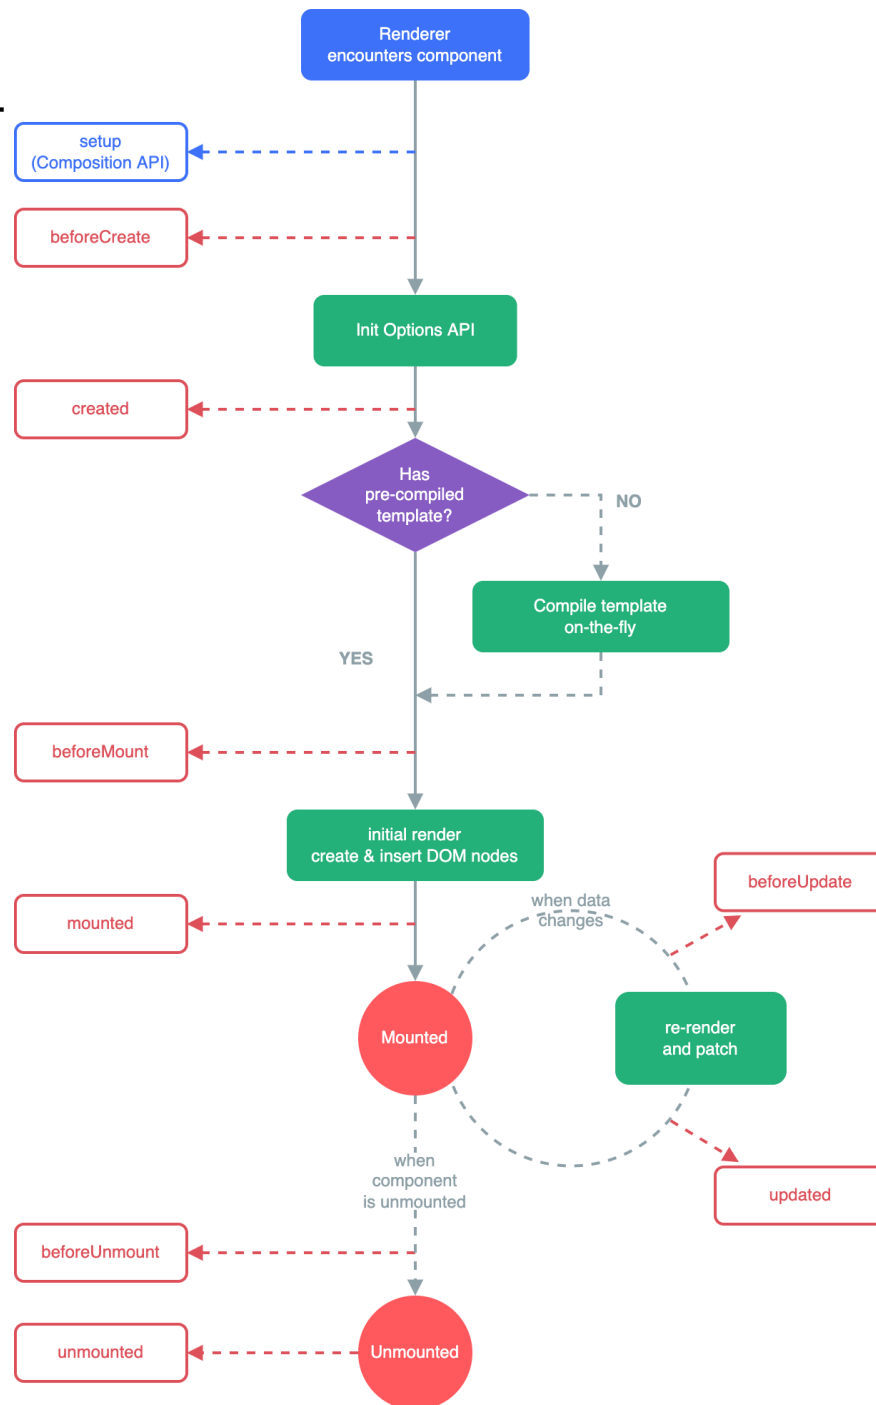 Renderer
encounters component
setup
(Composition API)
beforeCreate
Init Options API
created
Has
pre-compiled
template?
NO
Compile template
on-the-fly
YES
beforeMount
initial render
create & insert DOM nodes
beforeUpdate
when data
changes
mounted
re-render
and patch
Mounted
when
component
is unmounted
updated
beforeUnmount
unmounted
Unmounted